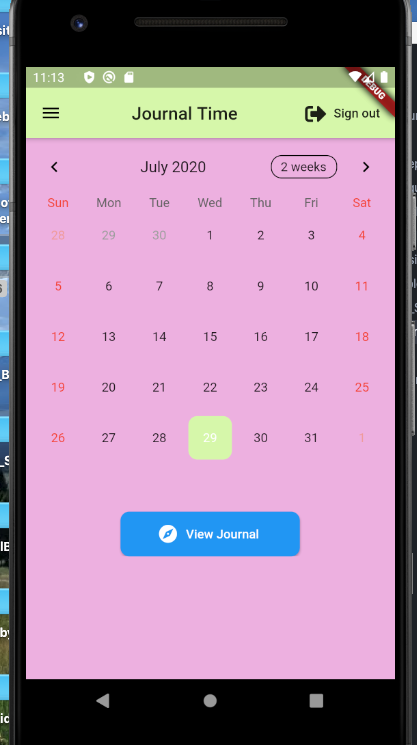 11:13
DEBUG
Journal Time
Sign out
July 2020
2 weeks
Sun Mon Tue Wed Thu Fri Sat
28 29 30 1 2 3 4
5 6 7 8 9 10 11
12 13 14 15 16 17 18
19 20 21 22 23 24 25
26 27 28 29 30 31 1
View Journal